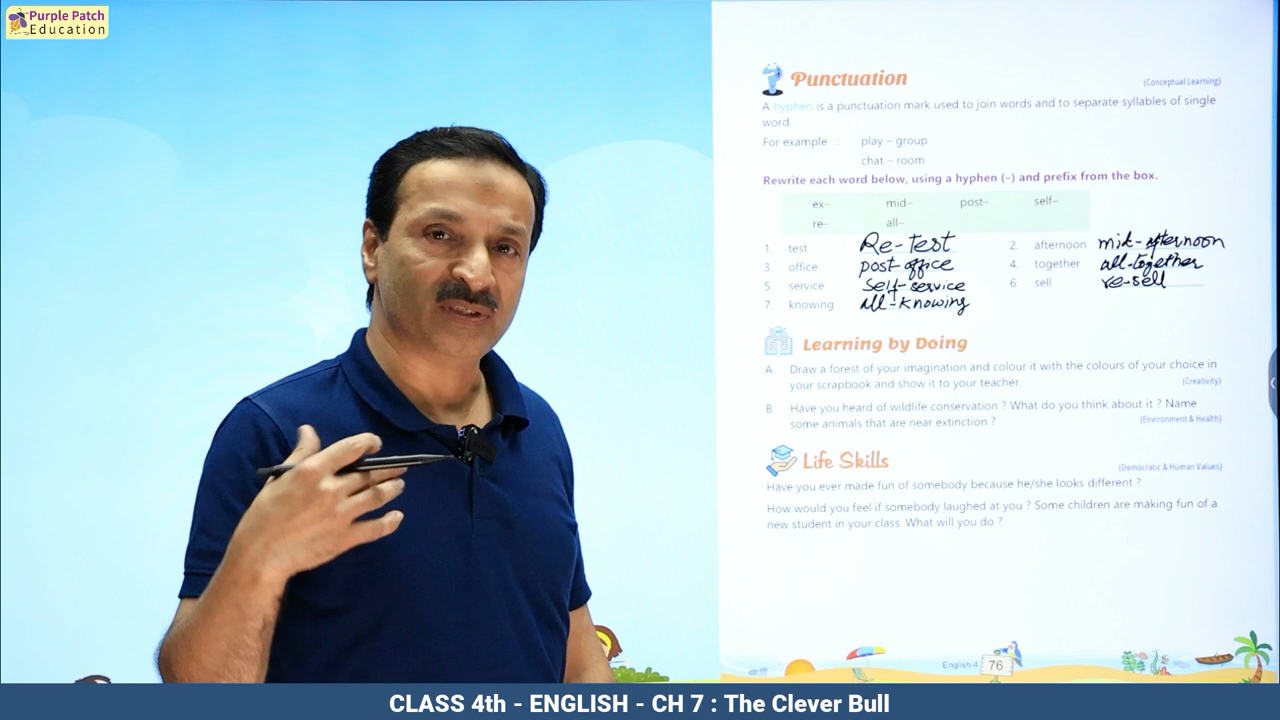 Purple Patch
Education
Punctuation
(Conceptual Learning)
A hyphen is a punctuation mark used to join words and to separate syllables of single
word.
For example : play – group
chat – room
Rewrite each word below, using a hyphen (–) and prefix from the box.
ex– mid– post– self–
re– all–
1. test Re-test 2. afternoon mid-afternoon
3. office post-office 4. together all-together
5. service Self-service 6. sell re-sell
7. knowing all-knowing
Learning by Doing
A. Draw a forest of your imagination and colour it with the colours of your choice in
your scrapbook and show it to your teacher. (Creativity)
B. Have you heard of wildlife conservation ? What do you think about it ? Name
some animals that are near extinction ? (Environment & Health)
Life Skills
(Democratic & Human Values)
Have you ever made fun of somebody because he/she looks different ?
How would you feel if somebody laughed at you ? Some children are making fun of a
new student in your class. What will you do ?
English-4 76
CLASS 4th - ENGLISH - CH 7 : The Clever Bull